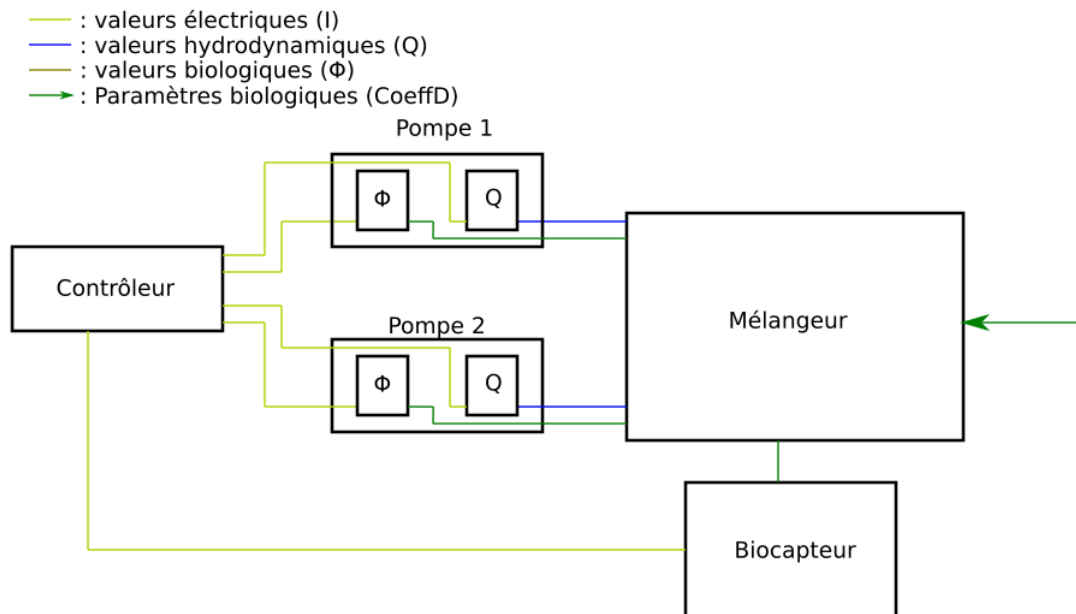 : valeurs électriques (I)
: valeurs hydrodynamiques (Q)
: valeurs biologiques (Φ)
: Paramètres biologiques (CoeffD)
Pompe 1
Φ
Q
Contrôleur
Mélangeur
Pompe 2
Φ
Q
Biocapteur